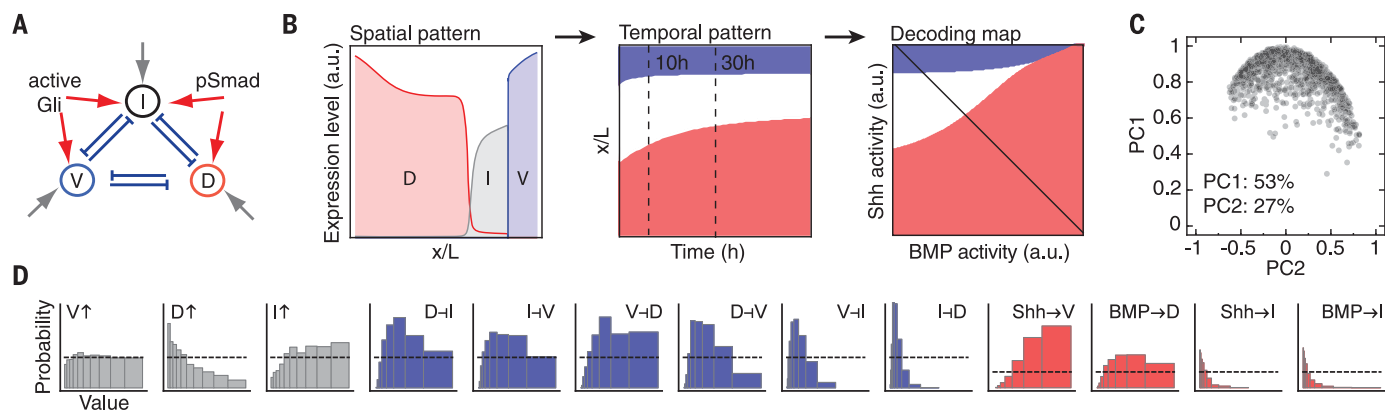 A
active
Gli
pSmad
I
V
D
B
Spatial pattern
Expression level (a.u.)
D
I
V
x/L
Temporal pattern
10h
30h
x/L
Time (h)
Decoding map
Shh activity (a.u.)
BMP activity (a.u.)
C
PC1
1
0.8
0.6
0.4
0.2
0
PC1: 53%
PC2: 27%
-1
-0.5
0
0.5
1
PC2
D
Probability
V↑
D↑
I↑
D⊣I
I⊣V
V⊣D
D⊣V
V⊣I
I⊣D
Shh→V
BMP→D
Shh→I
BMP→I
Value